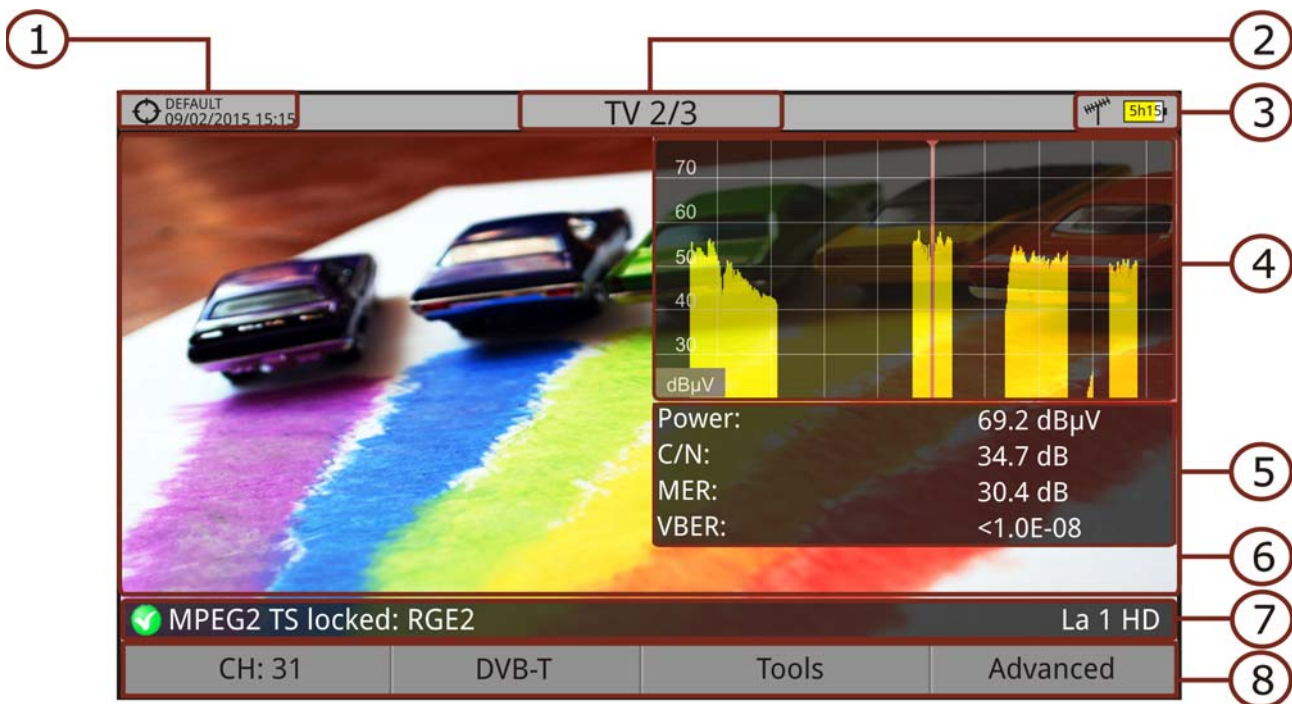 1
2
DEFAULT
09/02/2015 15:15
TV 2/3
5h15
3
70
60
50
40
30
dBµV
4
Power: 69.2 dBµV
C/N: 34.7 dB
MER: 30.4 dB
VBER: <1.0E-08
5
6
MPEG2 TS locked: RGE2 La 1 HD
7
CH: 31 DVB-T Tools Advanced
8